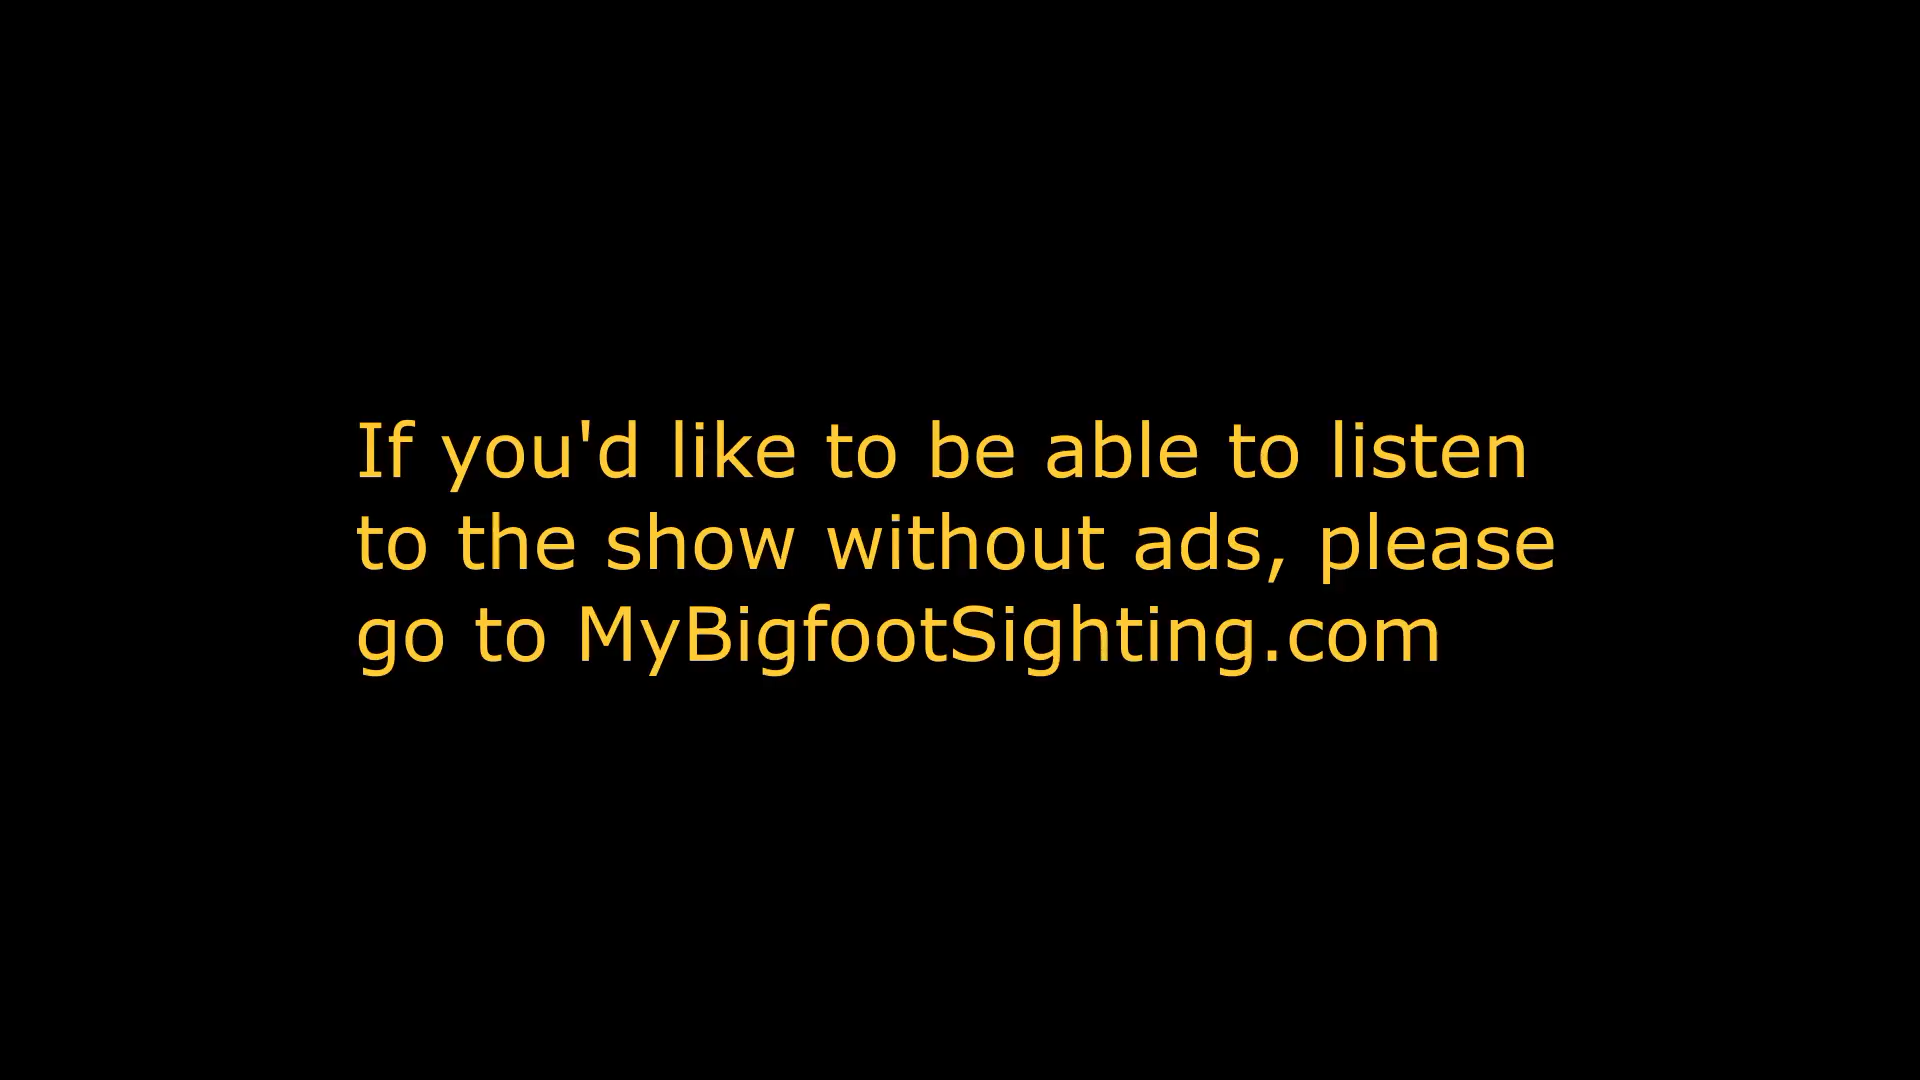 If you'd like to be able to listen
to the show without ads, please
go to MyBigfootSighting.com